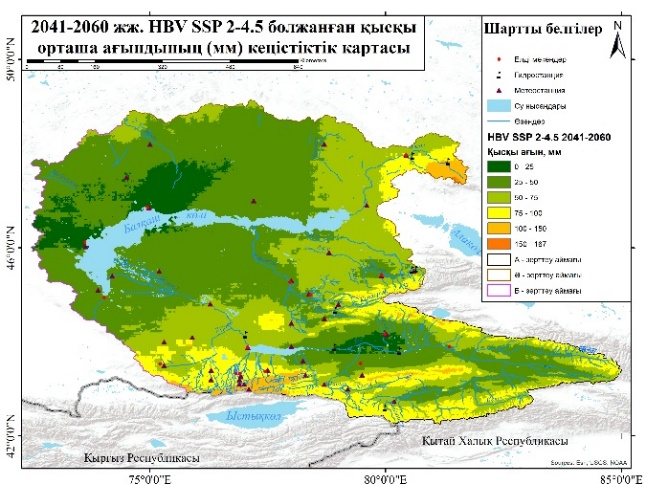 2041-2060 жж. HBV SSP 2-4.5 болжанған қысқы
орташа ағындының (мм) кеңістіктік картасы
Шартты белгілер
N
Елді мекендер
Гидростанция
Метеостанция
Су нысандары
Өзендер
HBV SSP 2-4.5 2041-2060
Қысқы ағын, мм
0 - 25
25 - 50
50 - 75
75 - 100
100 - 150
150 - 187
А - зерттеу аймағы
Ә - зерттеу аймағы
Б - зерттеу аймағы
50°0'0"N
46°0'0"N
42°0'0"N
Балқаш көлі
Алакөл
Ыстықкөл
Қытай Халық Республикасы
Қырғыз Республикасы
Sources: Esri, USGS, NOAA
75°0'0"E
80°0'0"E
85°0'0"E